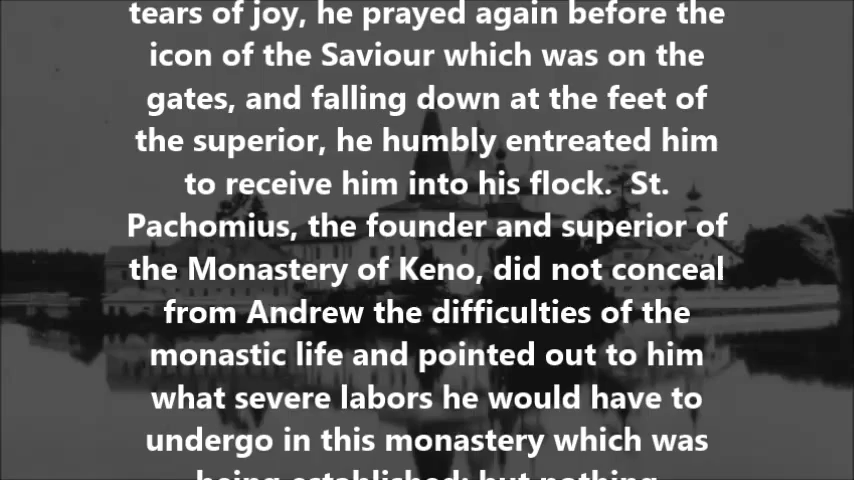 tears of joy, he prayed again before the
icon of the Saviour which was on the
gates, and falling down at the feet of
the superior, he humbly entreated him
to receive him into his flock.  St.
Pachomius, the founder and superior of
the Monastery of Keno, did not conceal
from Andrew the difficulties of the
monastic life and pointed out to him
what severe labors he would have to
undergo in this monastery which was
being established; but nothing